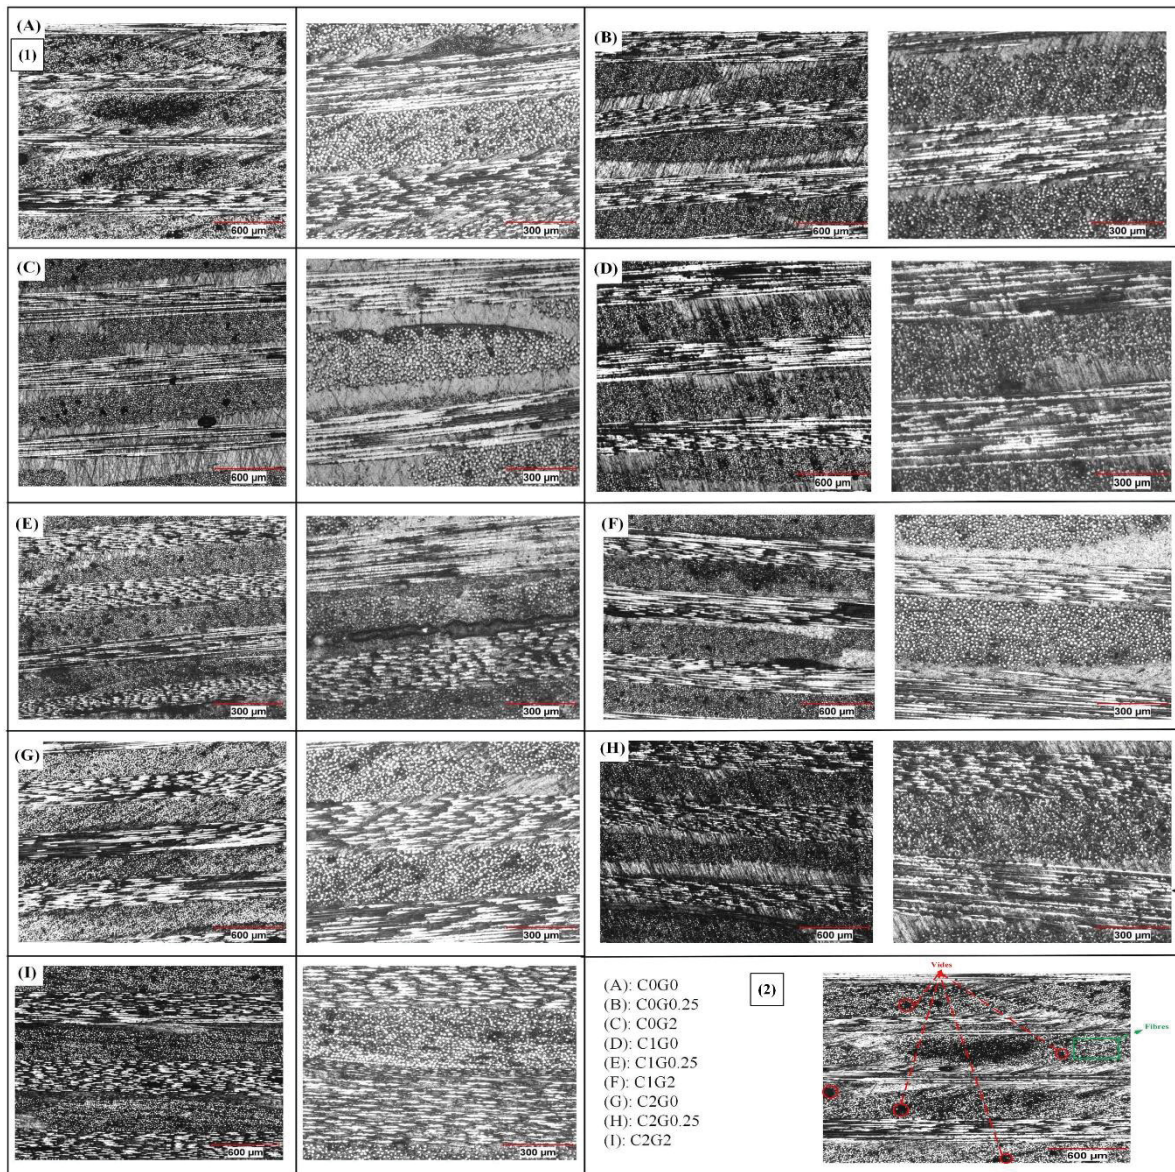 (A)
(1)
600 µm
300 µm
(B)
600 µm
300 µm
(C)
600 µm
300 µm
(D)
600 µm
300 µm
(E)
300 µm
300 µm
(F)
600 µm
300 µm
(G)
600 µm
300 µm
(H)
600 µm
300 µm
(I)
600 µm
300 µm
(A): C0G0
(B): C0G0.25
(C): C0G2
(D): C1G0
(E): C1G0.25
(F): C1G2
(G): C2G0
(H): C2G0.25
(I): C2G2
(2)
Vides
Fibres
600 µm